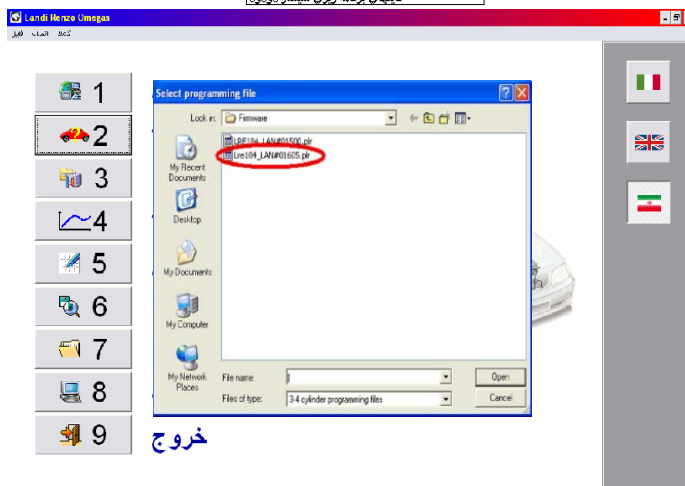 Landi Renzo Omegas
فایل
کمک
1
2
3
4
5
6
7
8
9
خروج
Select programming file
Look in:
Firmware
LRE184_LAN#01500.plr
Lre184_LAN#01605.plr
My Recent
Documents
Desktop
My Documents
My Computer
My Network
Places
File name:
Open
Files of type:
3-4 cylinder programming files
Cancel